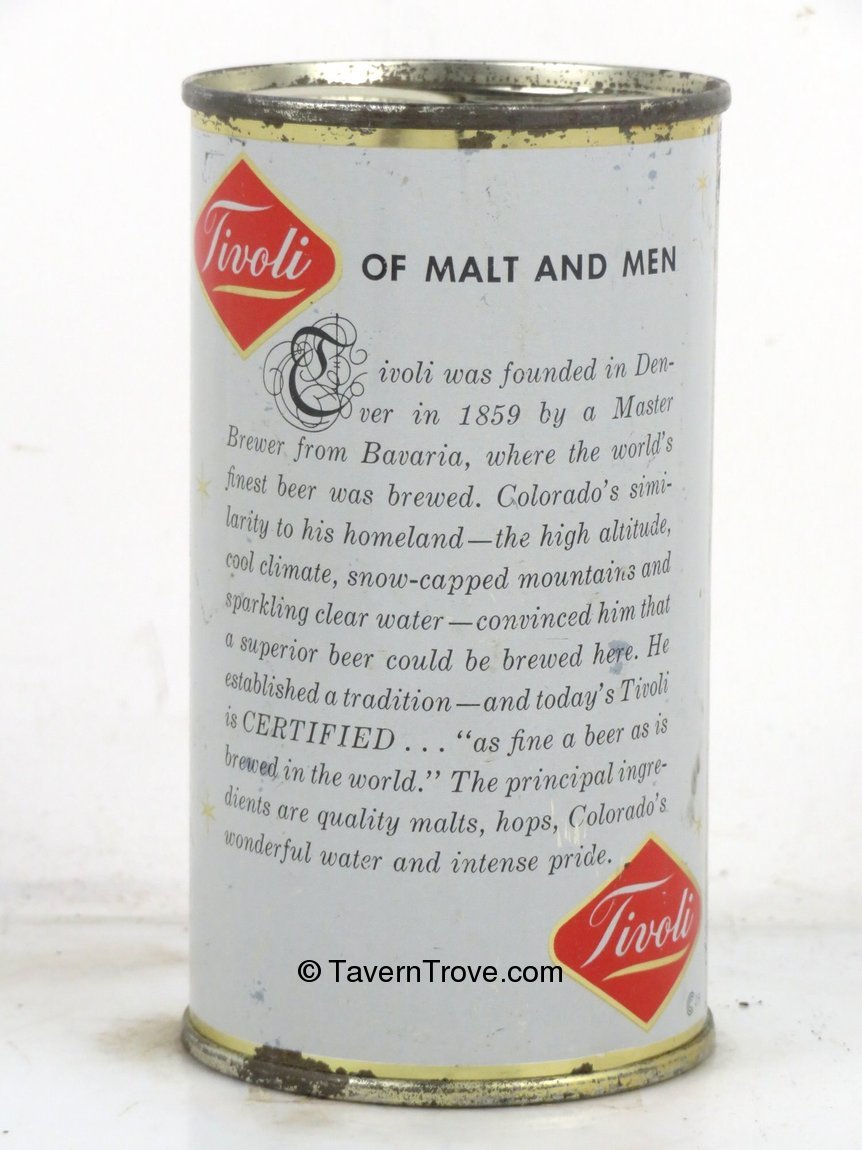 Tivoli
OF MALT AND MEN
Tivoli was founded in Den-
ver in 1859 by a Master
Brewer from Bavaria, where the world's
finest beer was brewed. Colorado's simi-
larity to his homeland—the high altitude,
cool climate, snow-capped mountains and
sparkling clear water—convinced him that
a superior beer could be brewed here. He
established a tradition—and today's Tivoli
is CERTIFIED . . . "as fine a beer as is
brewed in the world." The principal ingre-
dients are quality malts, hops, Colorado's
wonderful water and intense pride.
Tivoli
© TavernTrove.com